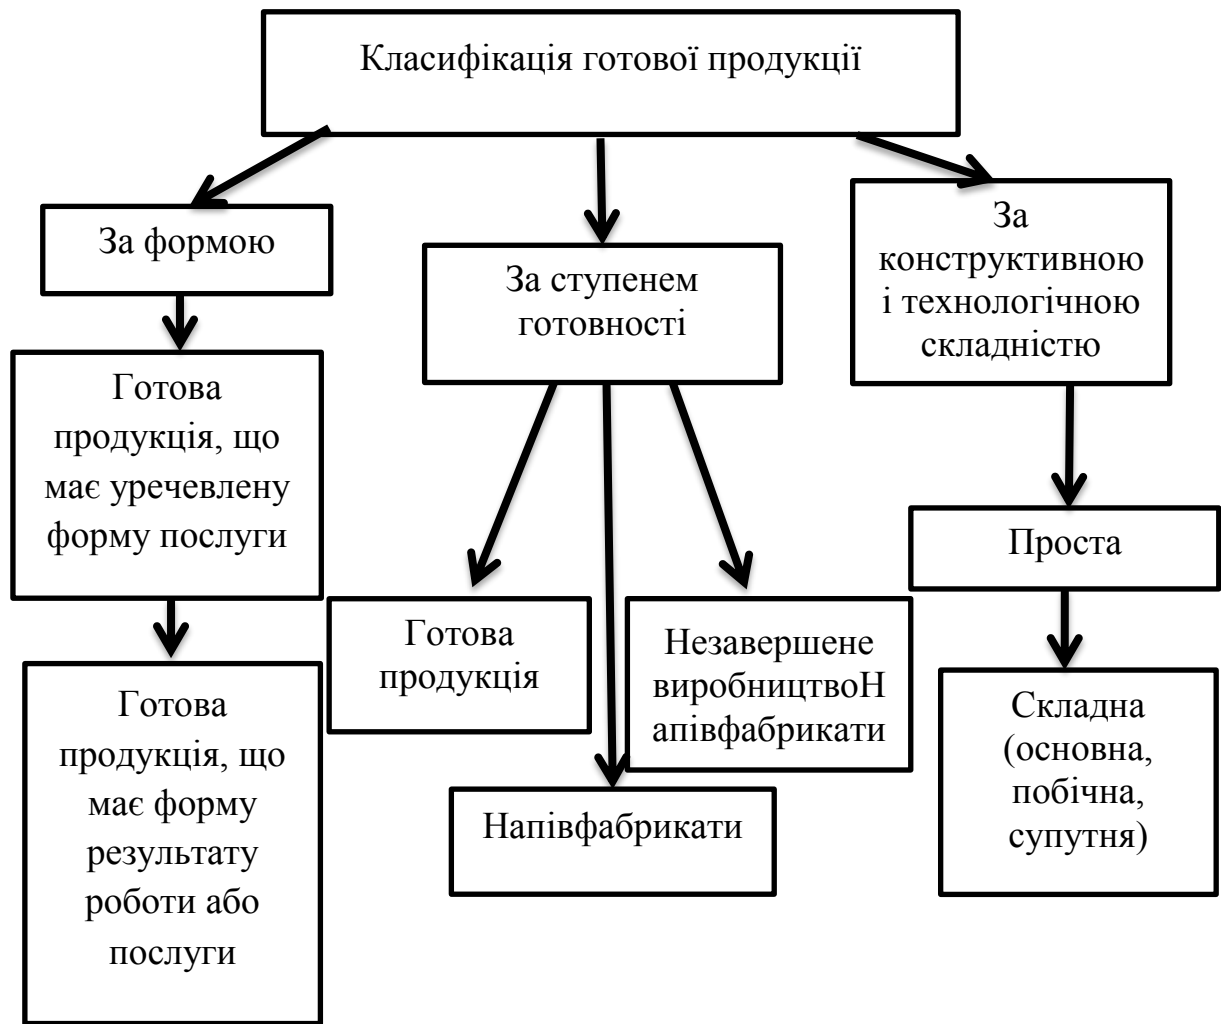 Класифікація готової продукції
За формою
Готова
продукція, що
має уречевлену
форму послуги
Готова
продукція, що
має форму
результату
роботи або
послуги
За ступенем
готовності
Готова
продукція
Напівфабрикати
Незавершене
виробництвоН
апівфабрикати
За
конструктивною
і технологічною
складністю
Проста
Складна
(основна,
побічна,
супутня)